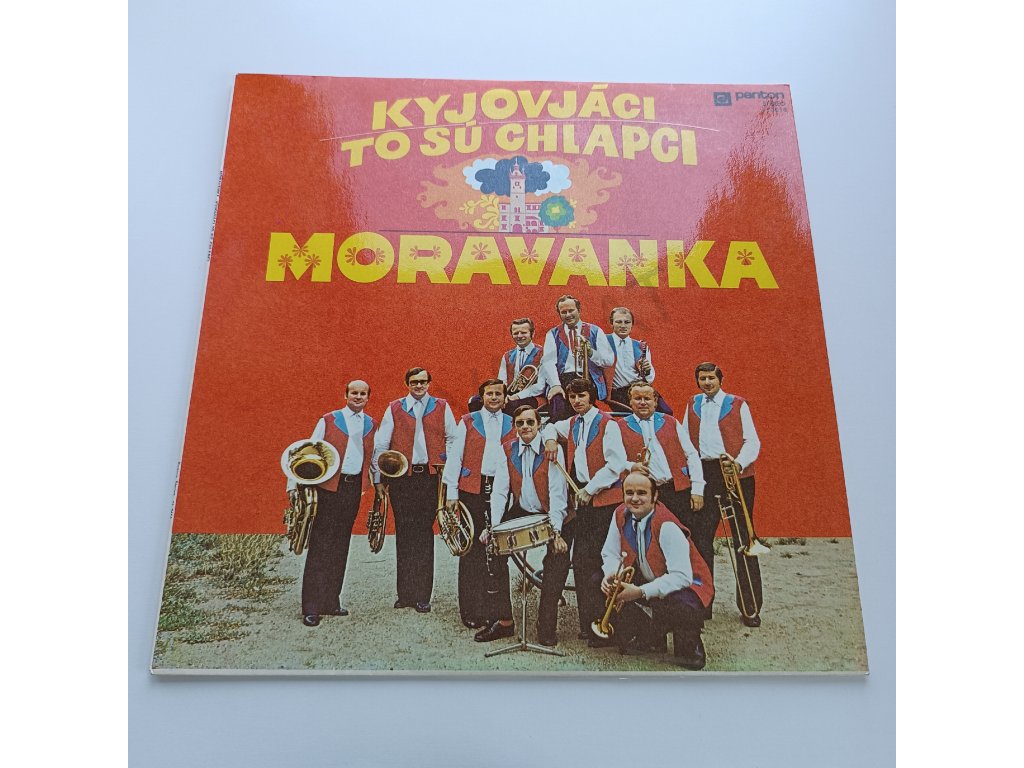 panton
KYJOVJÁCI
TO SÚ CHLAPCI
MORAVANKA